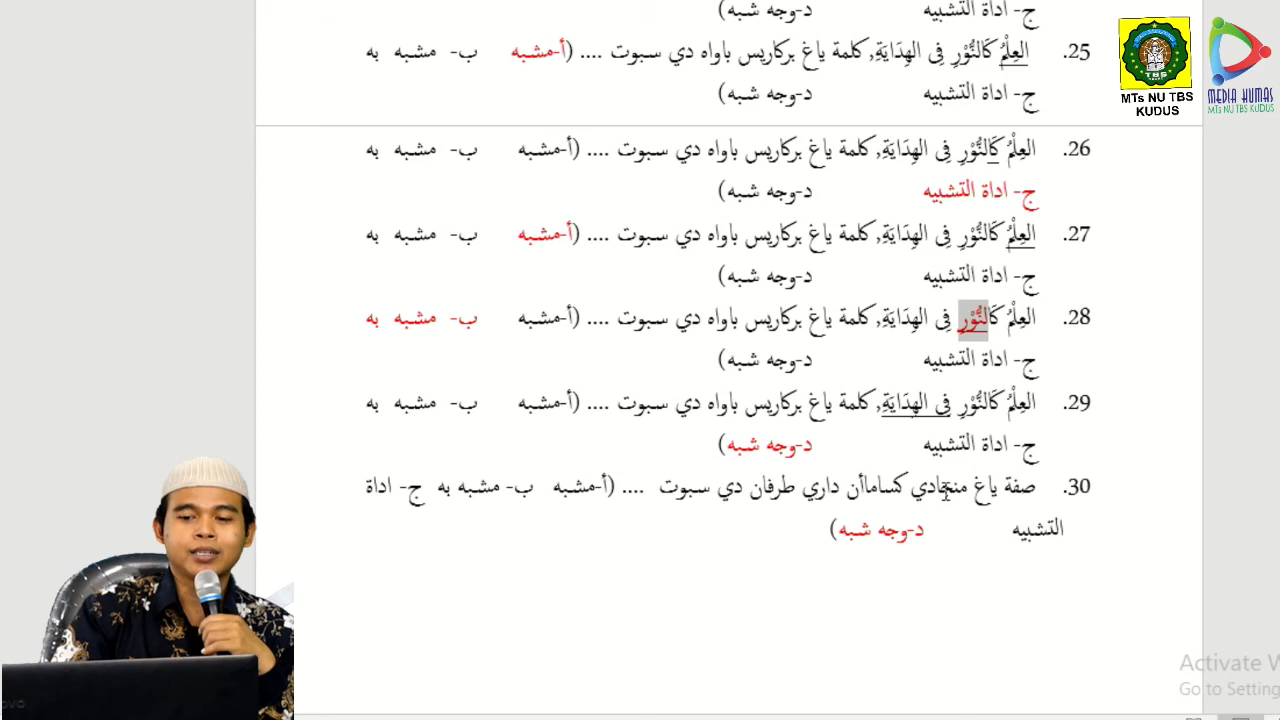 ج- اداة التشبيه د-وجه شبه)
25. العِلْمُ كَالنُّوْرِ فِى الهِدَايَةِ, كلمة ياغ بركاريس باواه دي سبوت .... (أ-مشبه ب- مشبه به
ج- اداة التشبيه د-وجه شبه)
26. العِلْمُ كَالنُّوْرِ فِى الهِدَايَةِ, كلمة ياغ بركاريس باواه دي سبوت .... (أ-مشبه ب- مشبه به
ج- اداة التشبيه د-وجه شبه)
27. العِلْمُ كَالنُّوْرِ فِى الهِدَايَةِ, كلمة ياغ بركاريس باواه دي سبوت .... (أ-مشبه ب- مشبه به
ج- اداة التشبيه د-وجه شبه)
28. العِلْمُ كَالنُّوْرِ فِى الهِدَايَةِ, كلمة ياغ بركاريس باواه دي سبوت .... (أ-مشبه ب- مشبه به
ج- اداة التشبيه د-وجه شبه)
29. العِلْمُ كَالنُّوْرِ فِى الهِدَايَةِ, كلمة ياغ بركاريس باواه دي سبوت .... (أ-مشبه ب- مشبه به
ج- اداة التشبيه د-وجه شبه)
30. صفة ياغ منجادي كساماأن داري طرفان دي سبوت .... (أ-مشبه ب- مشبه به ج- اداة
التشبيه د-وجه شبه)
TBS
MTs NU TBS
KUDUS
MEDIA HUMAS
MTs NU TBS KUDUS
Activate W
Go to Setting